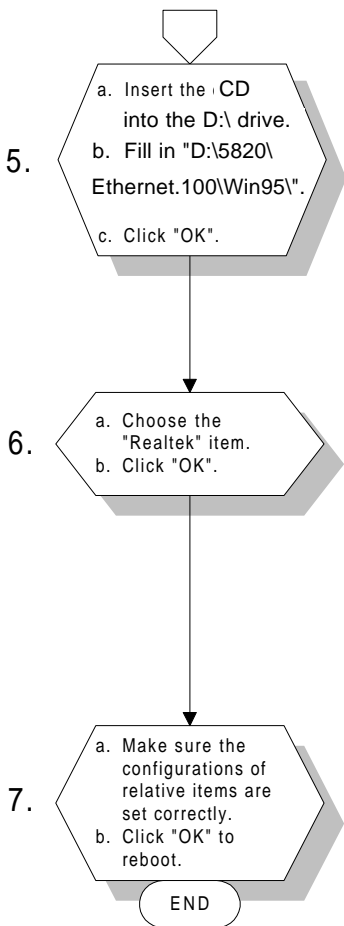 5.
a. Insert the CD
into the D:\ drive.
b. Fill in "D:\5820\
Ethernet.100\Win95\".
c. Click "OK".
6.
a. Choose the
"Realtek" item.
b. Click "OK".
7.
a. Make sure the
configurations of
relative items are
set correctly.
b. Click "OK" to
reboot.
END